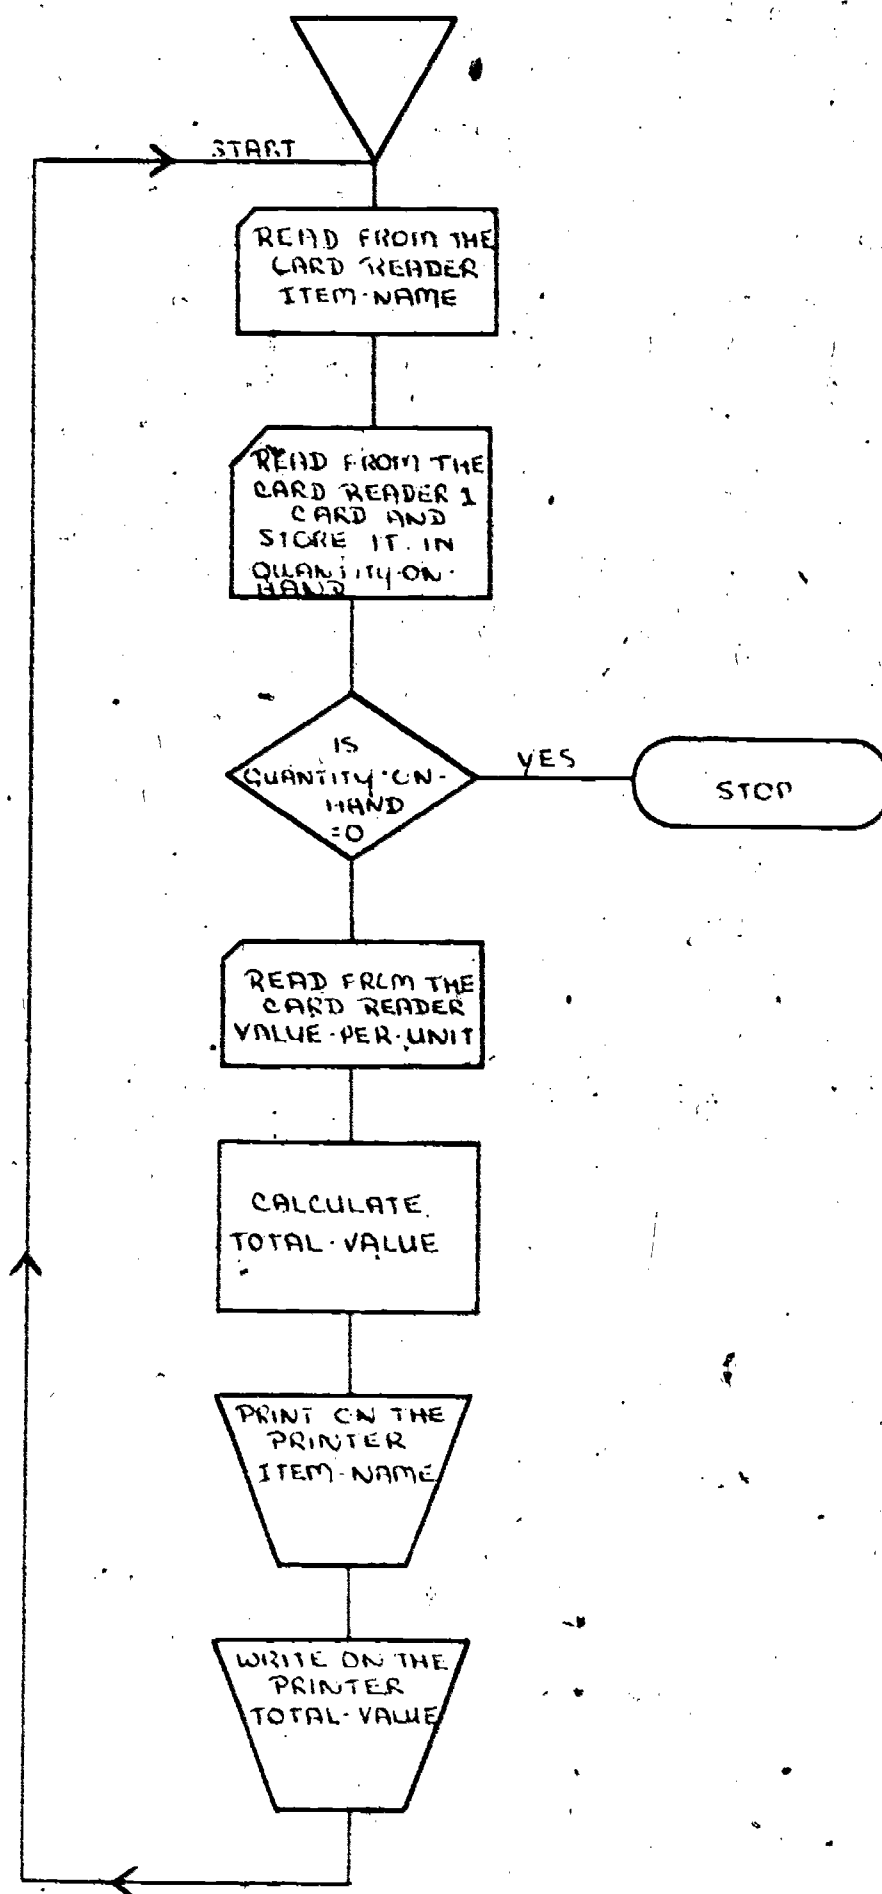 START
READ FROM THE
CARD READER
ITEM-NAME
READ FROM THE
CARD READER 1
CARD AND
STORE IT IN
QUANTITY-ON-
HAND
IS
QUANTITY-ON-
HAND
=0
YES
STOP
READ FROM THE
CARD READER
VALUE-PER-UNIT
CALCULATE
TOTAL-VALUE
PRINT ON THE
PRINTER
ITEM-NAME
WRITE ON THE
PRINTER
TOTAL-VALUE